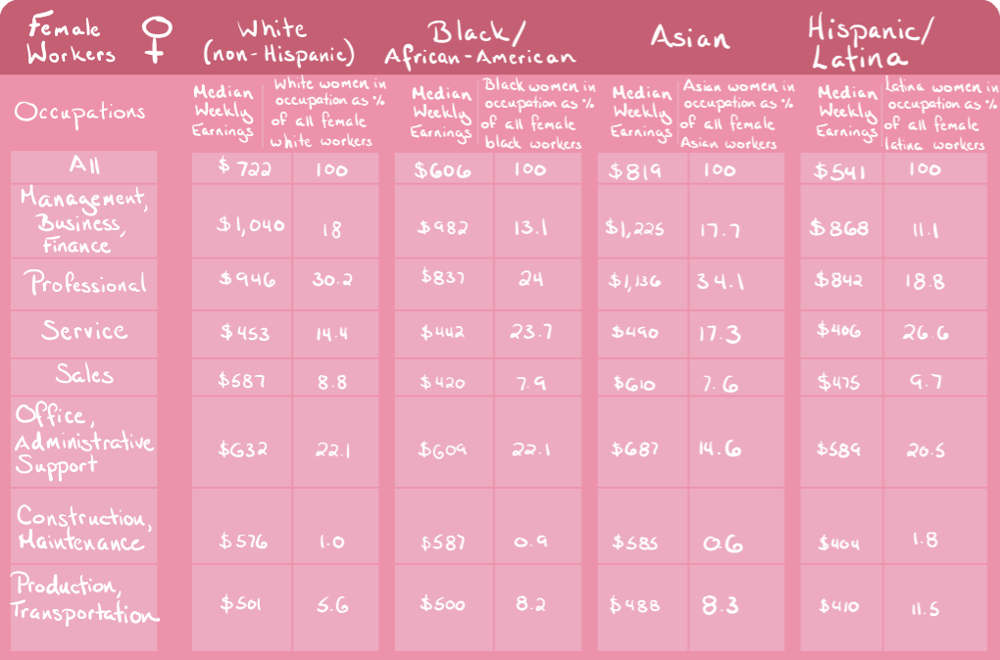 Female Workers ♀ White (non-Hispanic) Black/ African-American Asian Hispanic/ Latina
Occupations Median Weekly Earnings White women in occupation as % of all female white workers Median Weekly Earnings Black women in occupation as % of all female black workers Median Weekly Earnings Asian women in occupation as % of all female Asian workers Median Weekly Earnings Latina women in occupation as % of all female latina workers
All $722 100 $606 100 $819 100 $541 100
Management, Business, Finance $1,040 18 $982 13.1 $1,225 17.7 $868 11.1
Professional $946 30.2 $837 24 $1,136 34.1 $842 18.8
Service $453 14.4 $442 23.7 $490 17.3 $406 26.6
Sales $587 8.8 $420 7.9 $610 7.6 $475 9.7
Office, Administrative Support $632 22.1 $609 22.1 $687 14.6 $589 20.5
Construction, Maintenance $576 1.0 $587 0.9 $585 0.6 $404 1.8
Production, Transportation $501 5.6 $500 8.2 $488 8.3 $410 11.5